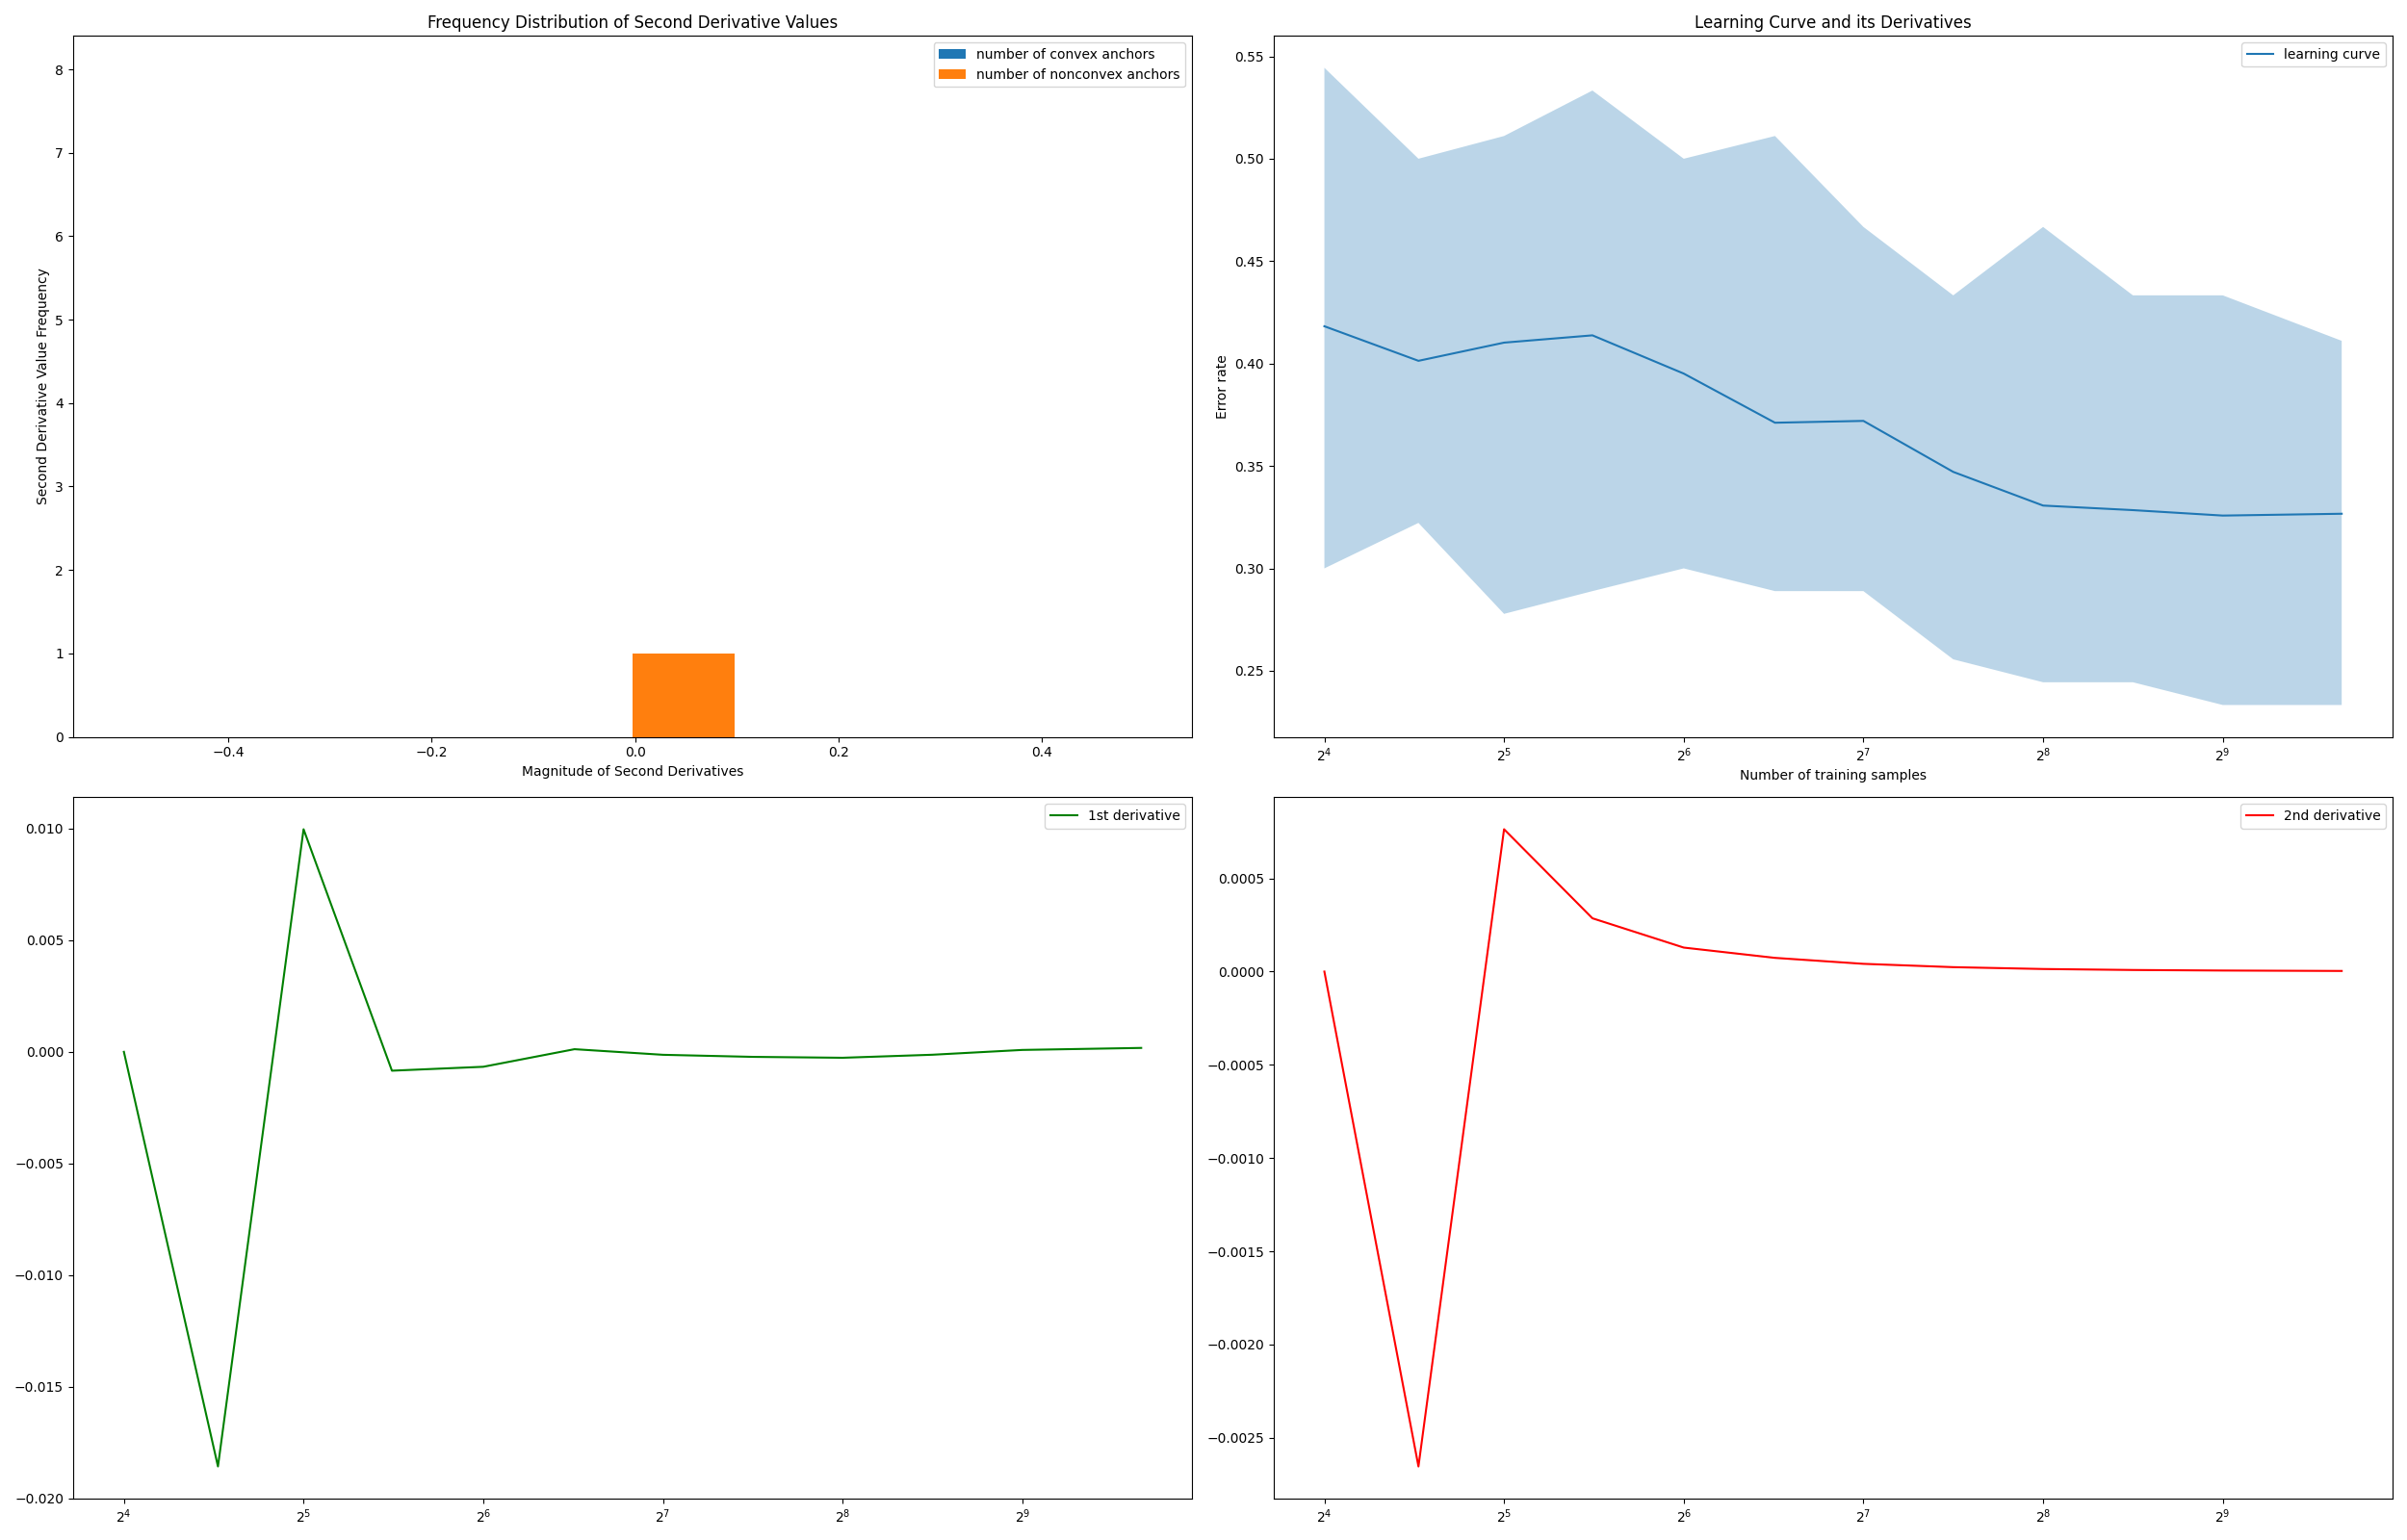 Frequency Distribution of Second Derivative Values
number of convex anchors
number of nonconvex anchors
8
7
6
5
4
3
2
1
0
Second Derivative Value Frequency
−0.4 −0.2 0.0 0.2 0.4
Magnitude of Second Derivatives
Learning Curve and its Derivatives
learning curve
0.55
0.50
0.45
0.40
0.35
0.30
0.25
Error rate
2⁴ 2⁵ 2⁶ 2⁷ 2⁸ 2⁹
Number of training samples
1st derivative
0.010
0.005
0.000
−0.005
−0.010
−0.015
−0.020
2⁴ 2⁵ 2⁶ 2⁷ 2⁸ 2⁹
2nd derivative
0.0005
0.0000
−0.0005
−0.0010
−0.0015
−0.0020
−0.0025
2⁴ 2⁵ 2⁶ 2⁷ 2⁸ 2⁹